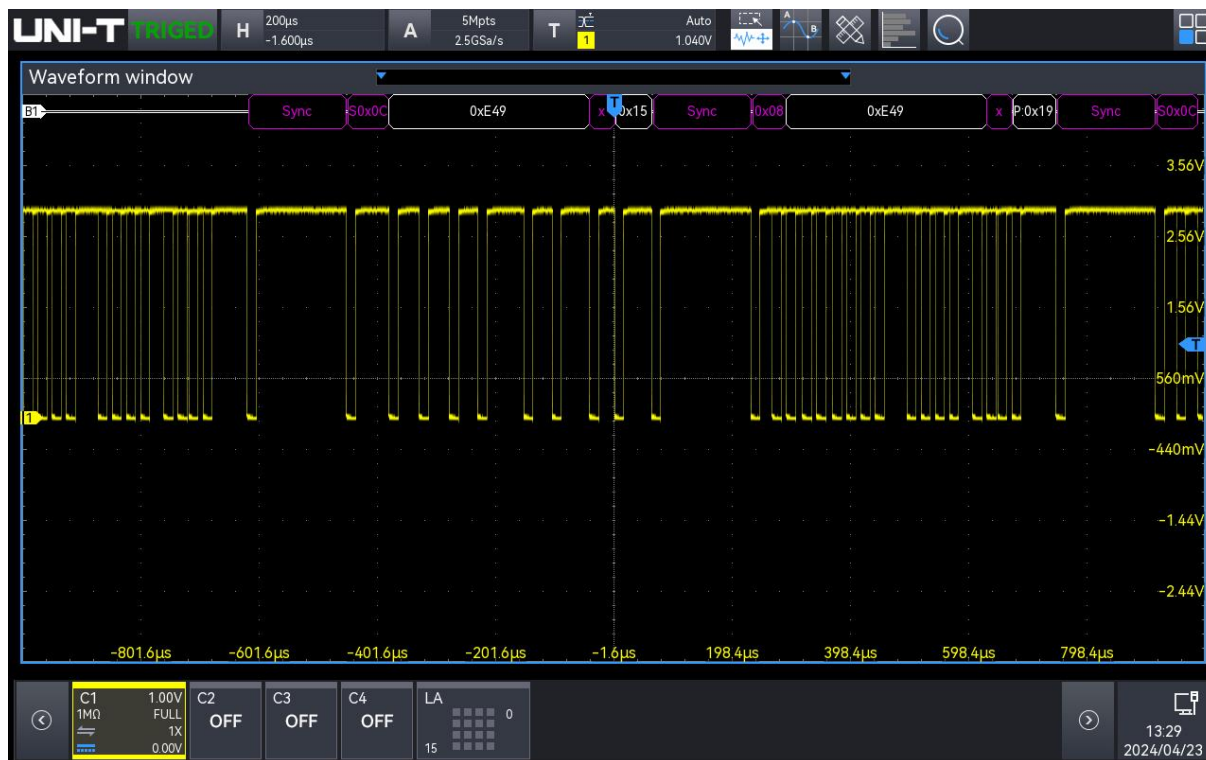 UNI-T TRIGED H 200µs -1.600µs A 5Mpts 2.5GSa/s T 1 Auto 1.040V A B
Waveform window
B1 Sync S0x0C 0xE49 x T 0x15 Sync 0x08 0xE49 x P:0x19 Sync S0x0C
3.56V
2.56V
1.56V
T
560mV
1
-440mV
-1.44V
-2.44V
-801.6µs -601.6µs -401.6µs -201.6µs -1.6µs 198.4µs 398.4µs 598.4µs 798.4µs
C1 1.00V C2 C3 C4 LA
1MΩ FULL OFF OFF OFF 0
1X
0.00V 15
13:29
2024/04/23